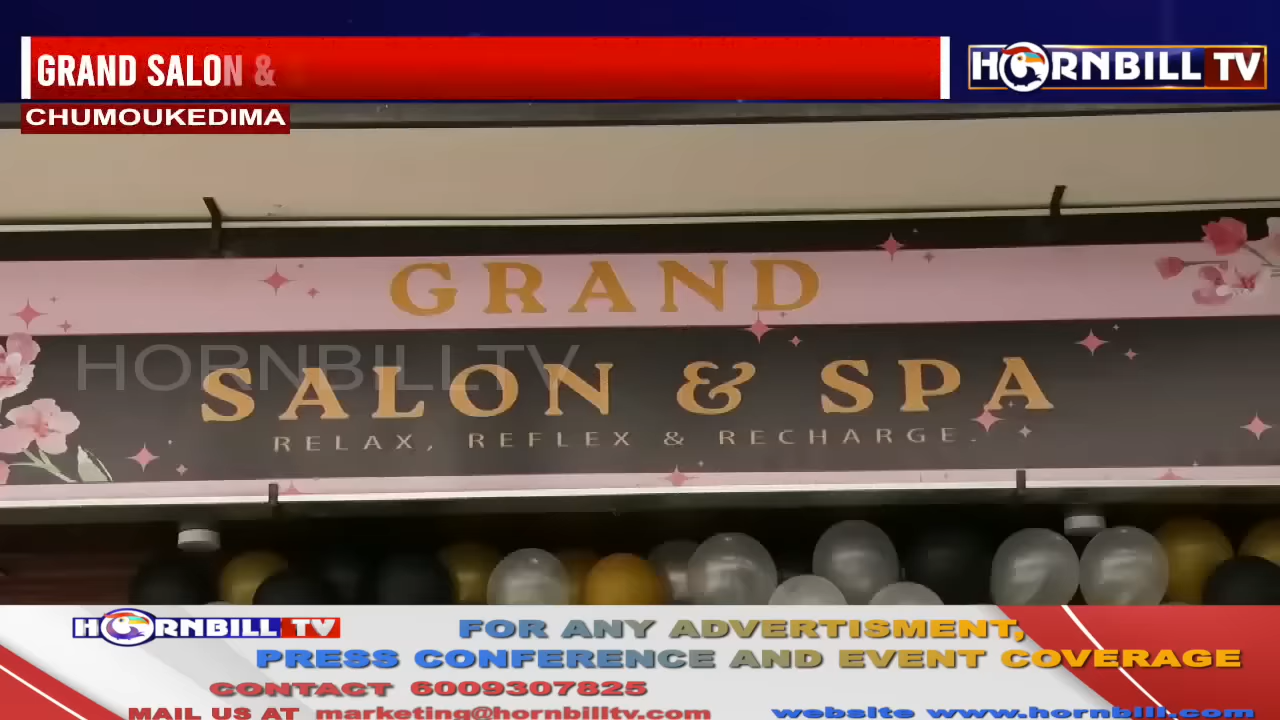 GRAND SALON &
HORNBILL TV
CHUMOUKEDIMA
GRAND
HORNBILLTV
SALON & SPA
RELAX, REFLEX & RECHARGE.
HORNBILL TV
FOR ANY ADVERTISMENT,
PRESS CONFERENCE AND EVENT COVERAGE
CONTACT 6009307825
MAIL US AT marketing@hornbilltv.com
website www.hornbill.com